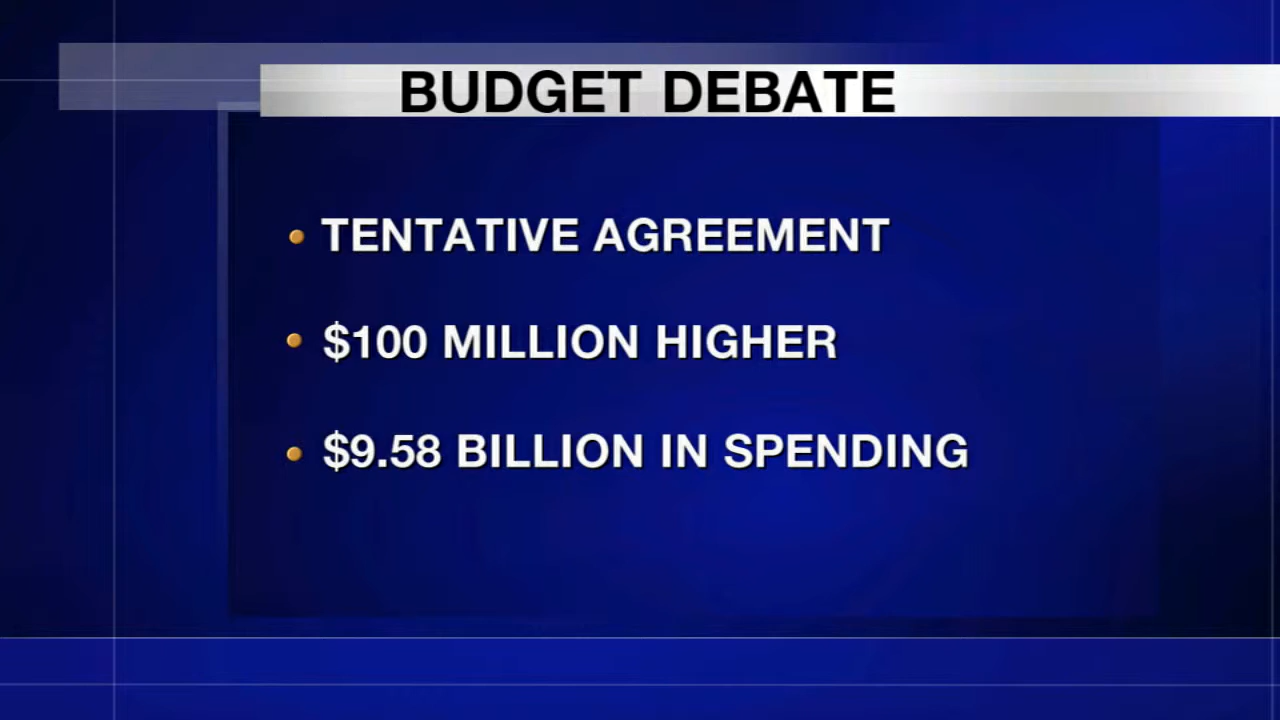 BUDGET DEBATE
• TENTATIVE AGREEMENT
• $100 MILLION HIGHER
• $9.58 BILLION IN SPENDING